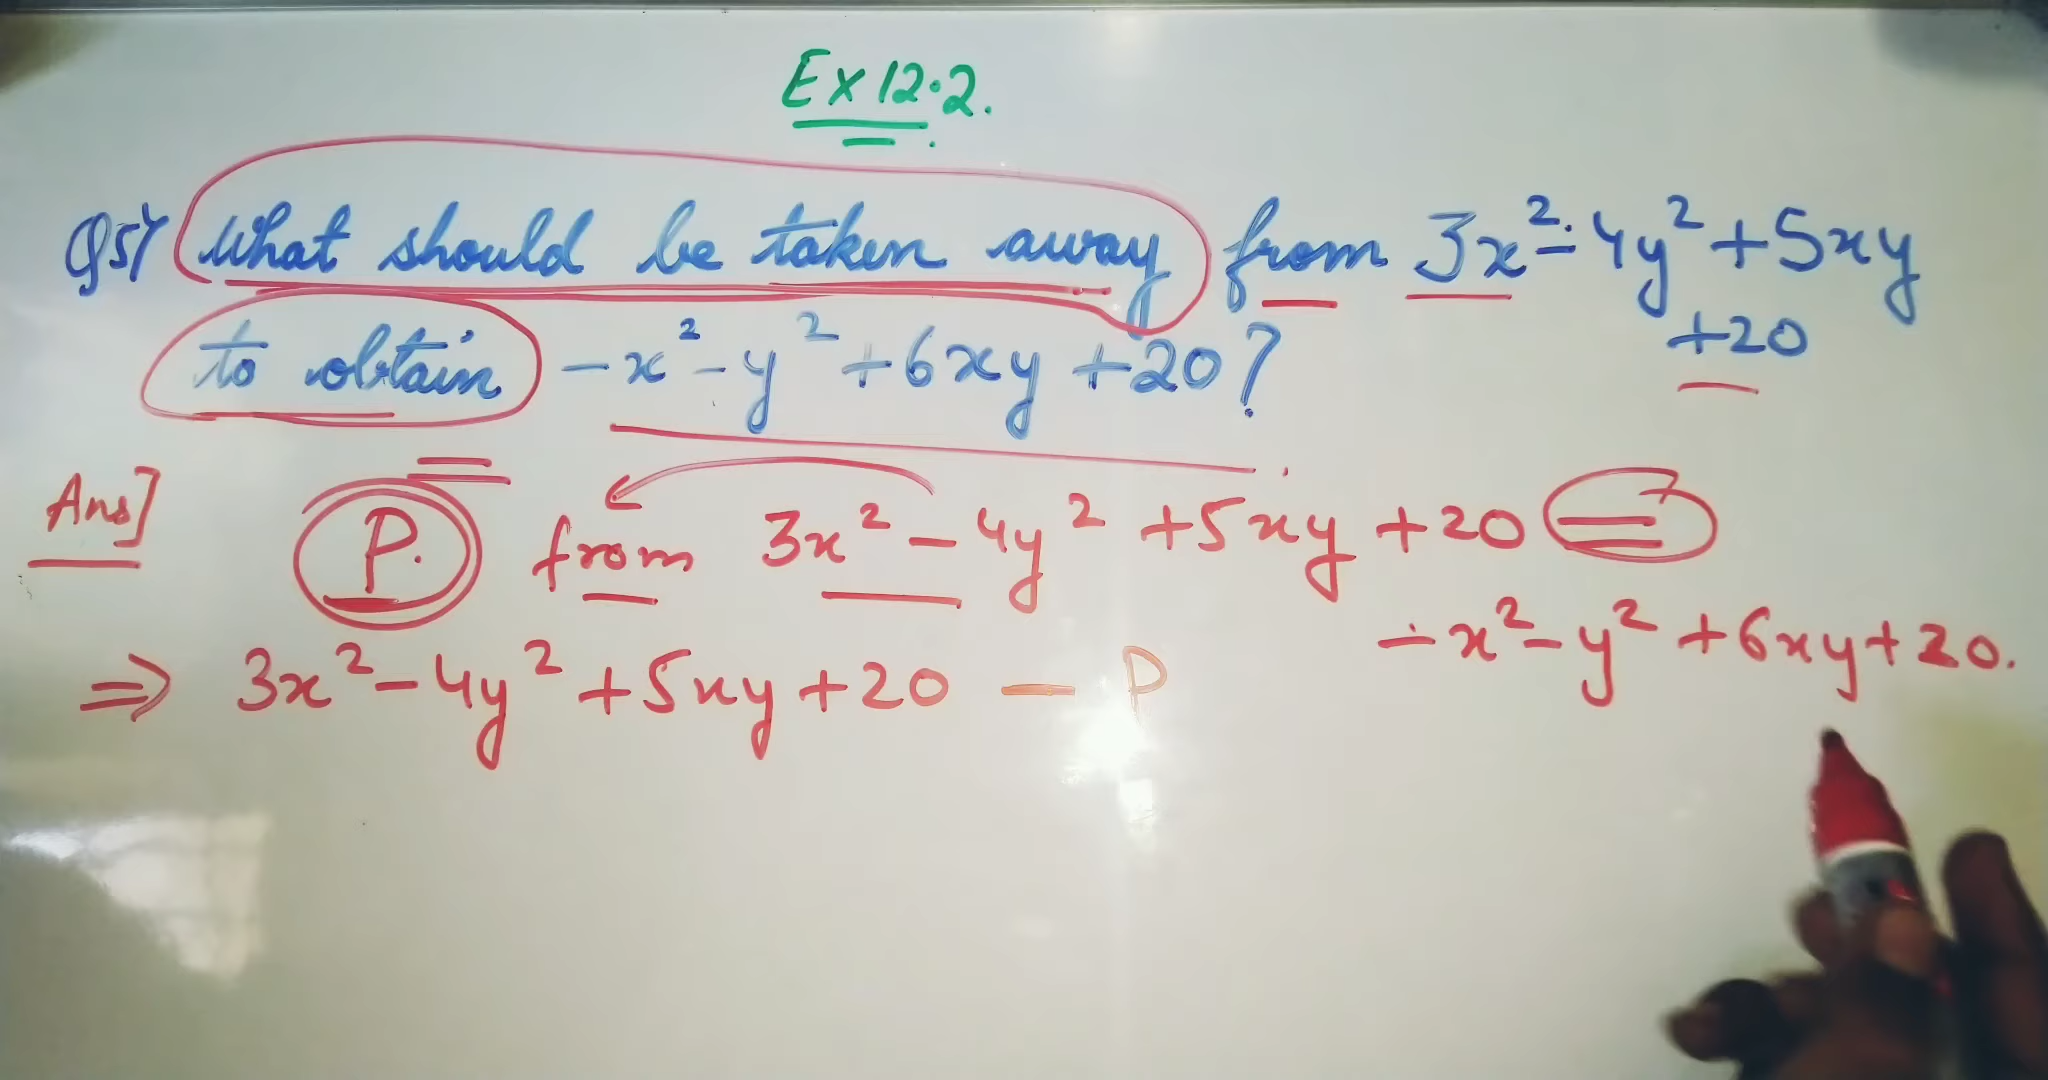 Ex 12.2.
Q5) What should be taken away from 3x² - 4y² + 5xy
+20
to obtain -x² - y² + 6xy + 20?
Ans]
P. from 3x² - 4y² + 5xy + 20 =
-x² - y² + 6xy + 20.
⇒ 3x² - 4y² + 5xy + 20 - P